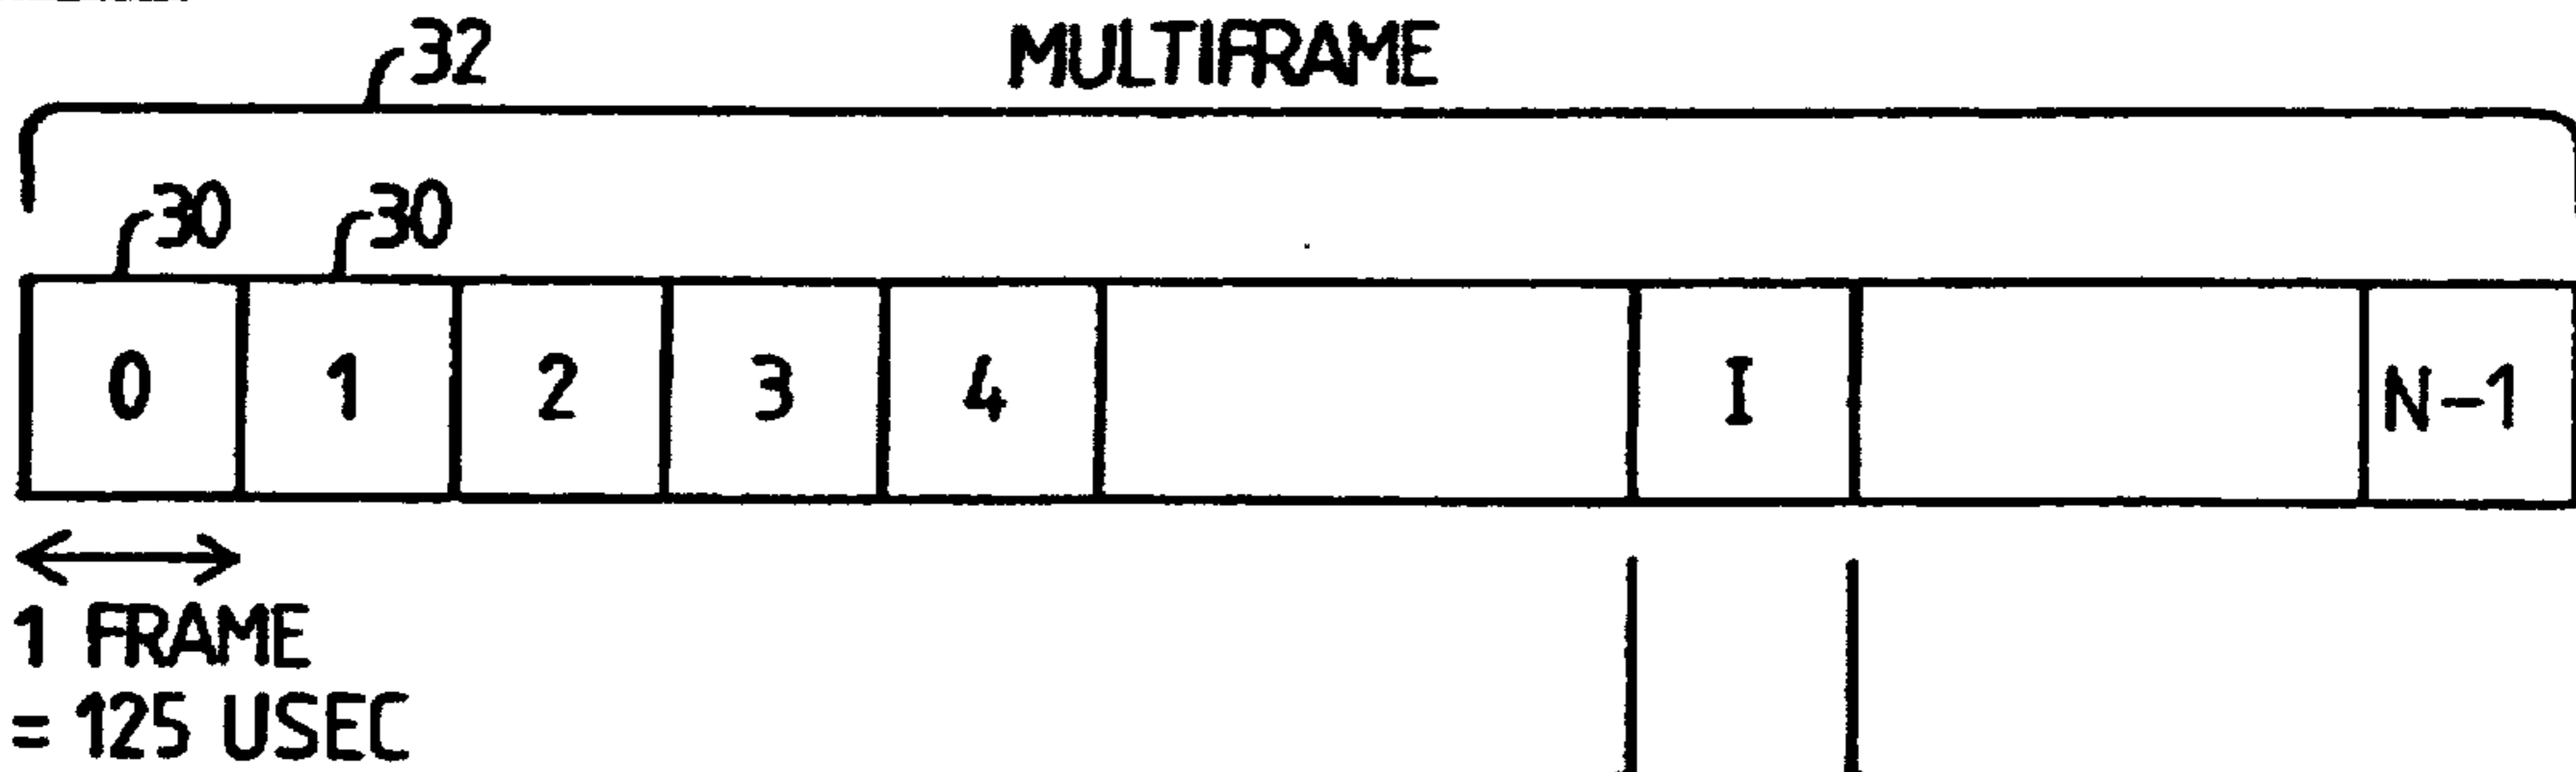 32 MULTIFRAME
30 30
0 1 2 3 4 I N-1
1 FRAME
= 125 USEC